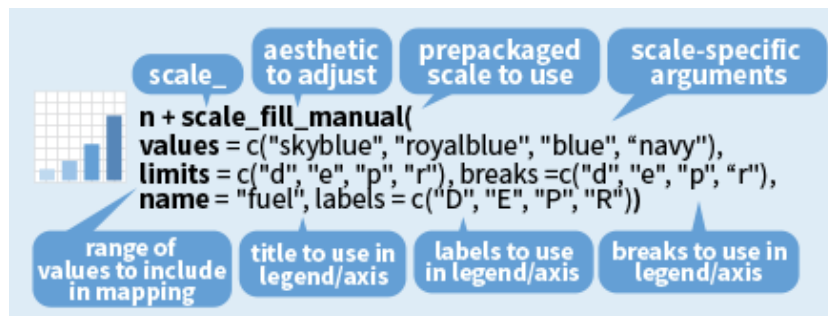 scale_
aesthetic
to adjust
prepackaged
scale to use
scale-specific
arguments
n + scale_fill_manual(
values = c("skyblue", "royalblue", "blue", “navy"),
limits = c("d", "e", "p", "r"), breaks =c("d", "e", "p", “r"),
name = "fuel", labels = c("D", "E", "P", "R"))
range of
values to include
in mapping
title to use in
legend/axis
labels to use
in legend/axis
breaks to use in
legend/axis